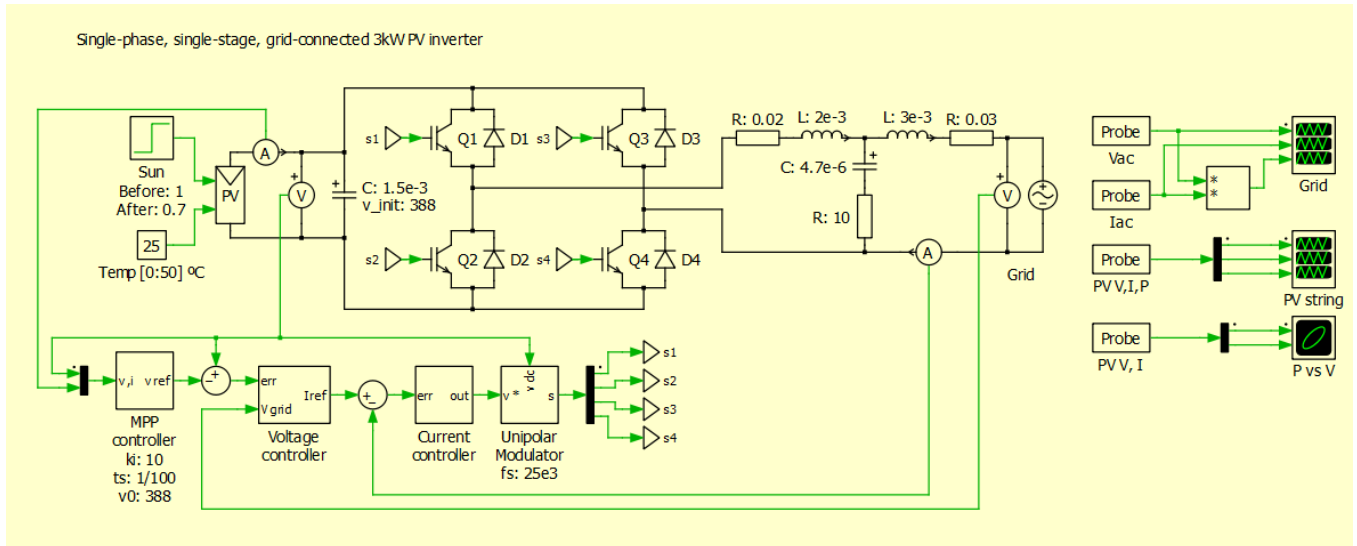 Single-phase, single-stage, grid-connected 3kW PV inverter
A
s1
Q1
D1
s3
Q3
D3
R: 0.02
L: 2e-3
L: 3e-3
R: 0.03
C: 4.7e-6
R: 10
V
A
Grid
Sun
Before: 1
After: 0.7
PV
V
C: 1.5e-3
v_init: 388
25
Temp [0:50] ºC
s2
Q2
D2
s4
Q4
D4
Probe
Vac
Probe
Iac
*
*
Grid
Probe
PV V,I,P
PV string
Probe
PV V, I
P vs V
v,i
v ref
MPP
controller
ki: 10
ts: 1/100
v0: 388
err
Vgrid
Iref
Voltage
controller
err
out
Current
controller
v dc
v*
s
Unipolar
Modulator
fs: 25e3
s1
s2
s3
s4